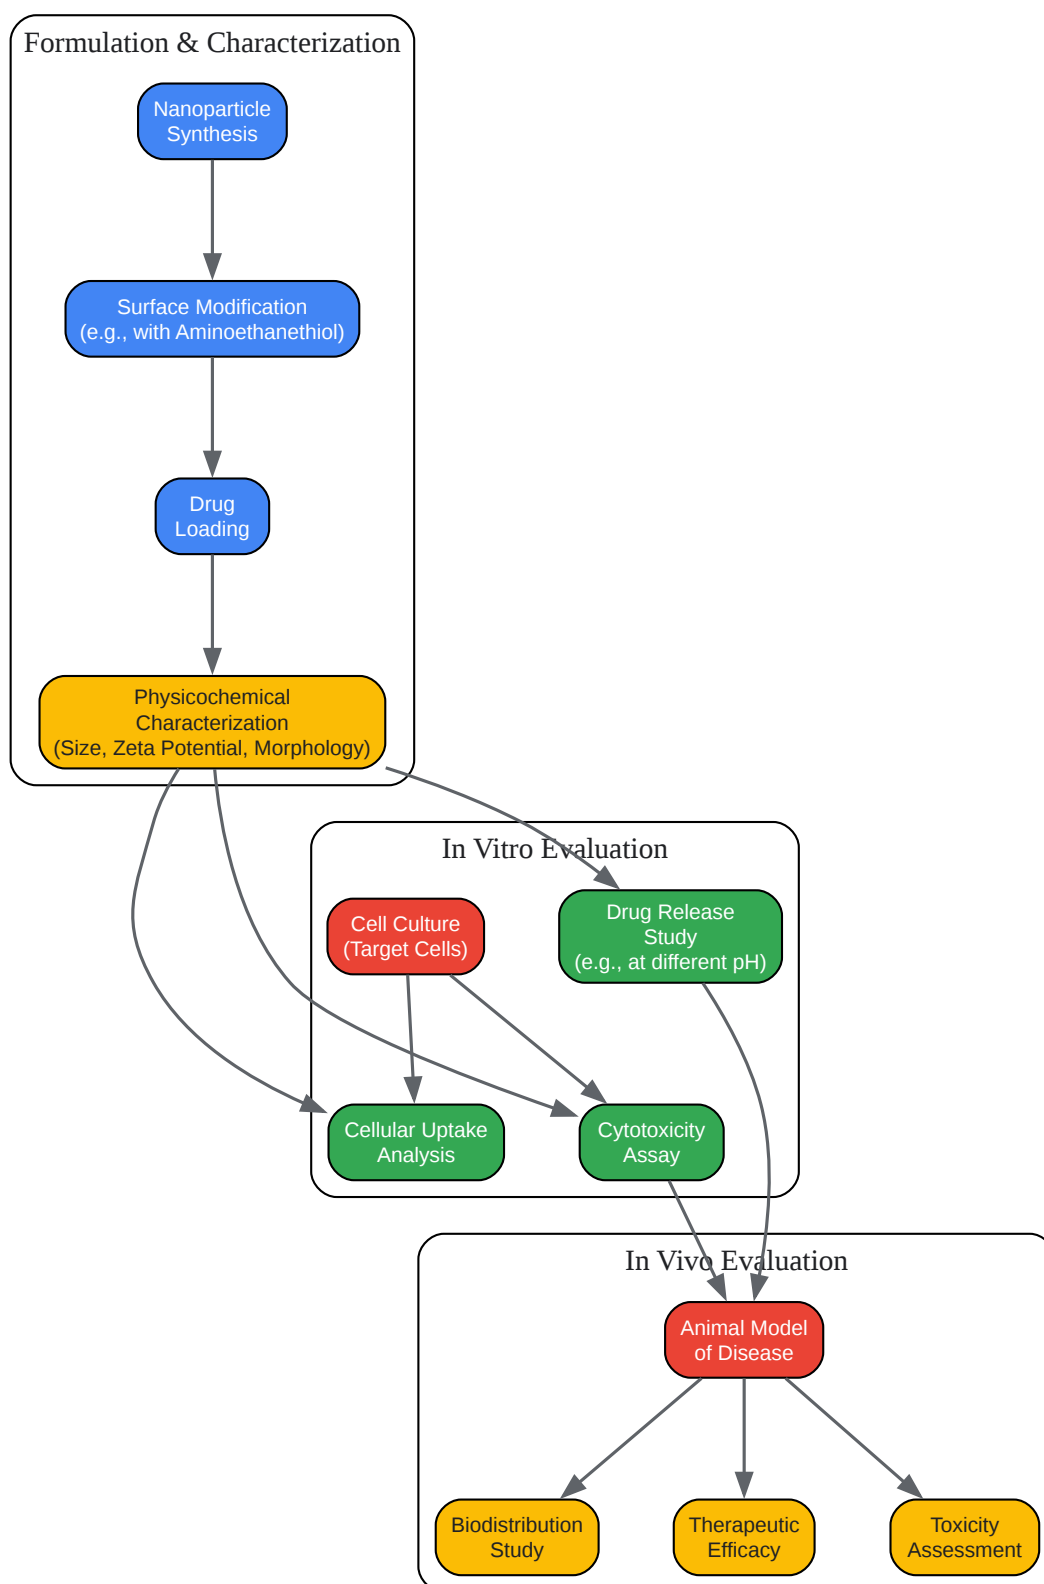 Formulation & Characterization
Nanoparticle
Synthesis
Surface Modification
(e.g., with Aminoethanethiol)
Drug
Loading
Physicochemical
Characterization
(Size, Zeta Potential, Morphology)
In Vitro Evaluation
Cell Culture
(Target Cells)
Drug Release
Study
(e.g., at different pH)
Cellular Uptake
Analysis
Cytotoxicity
Assay
In Vivo Evaluation
Animal Model
of Disease
Biodistribution
Study
Therapeutic
Efficacy
Toxicity
Assessment